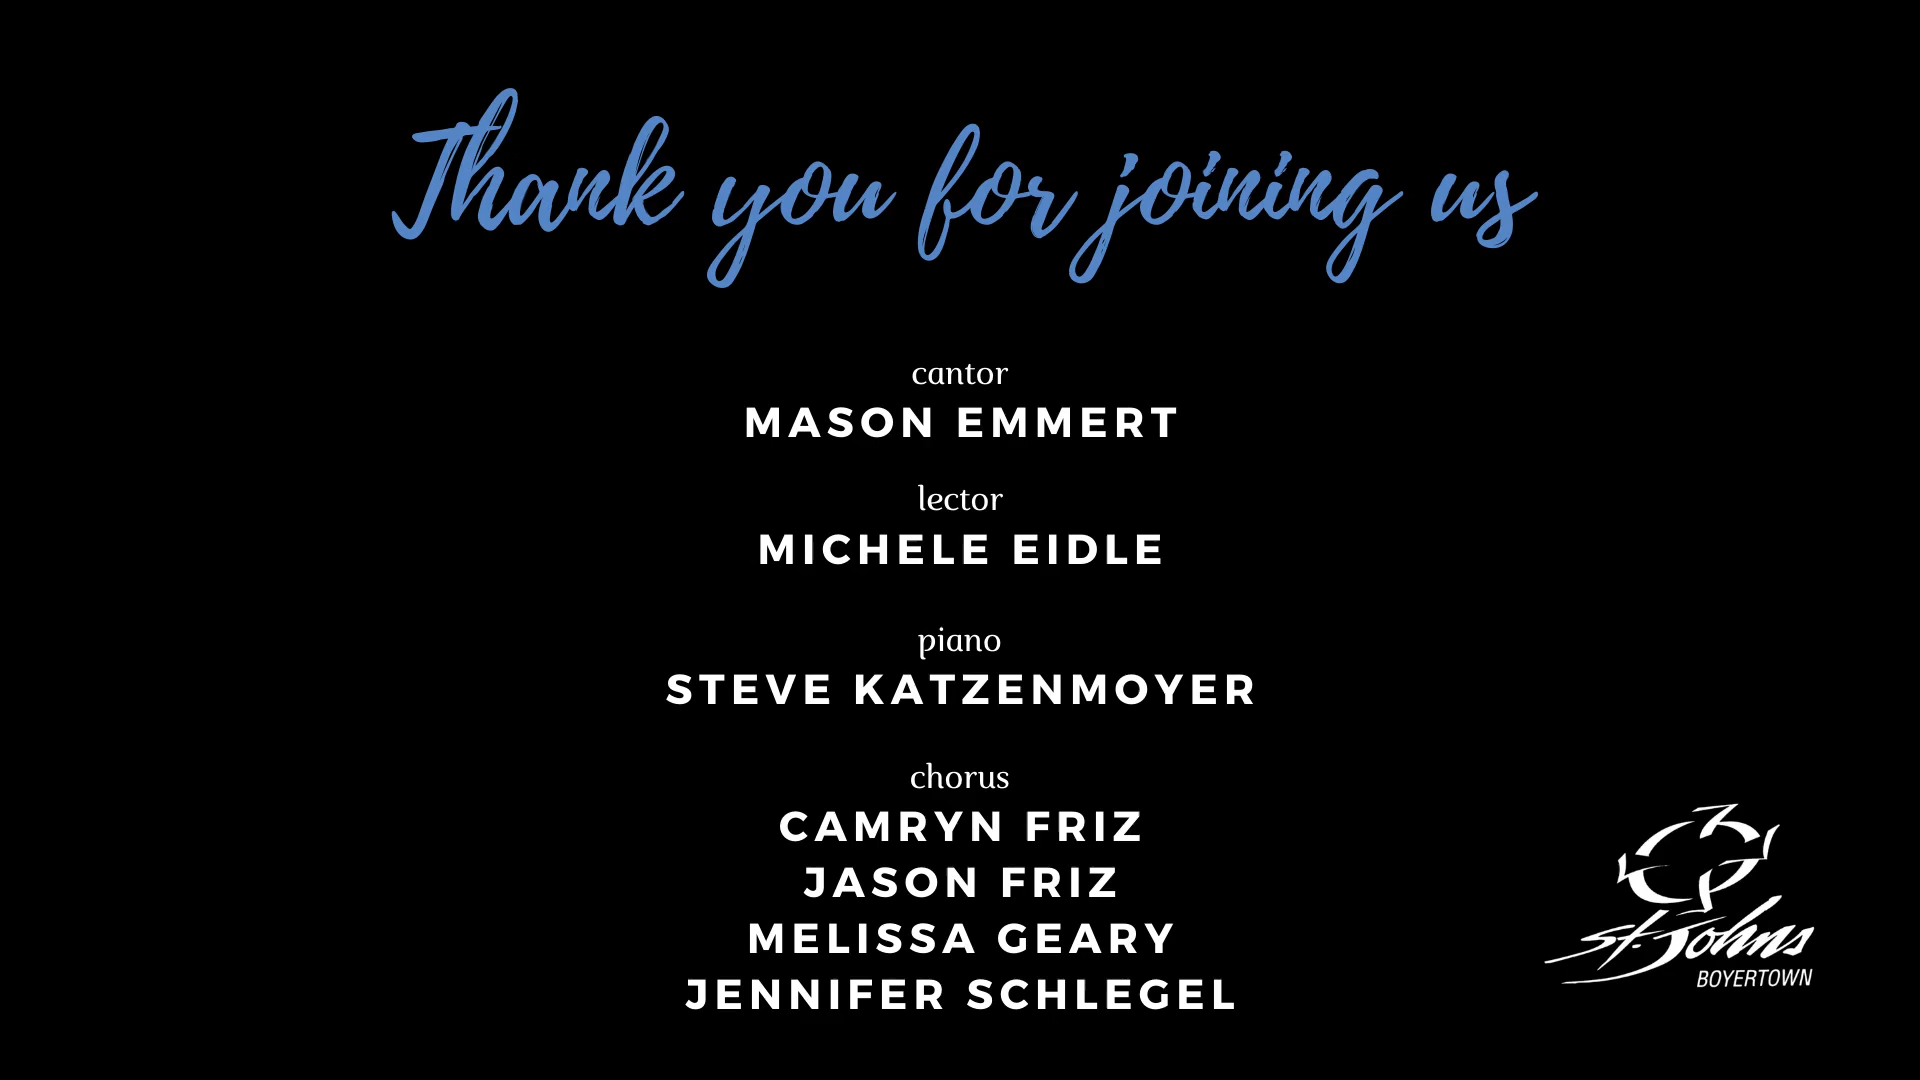 Thank you for joining us
cantor
MASON EMMERT
lector
MICHELE EIDLE
piano
STEVE KATZENMOYER
chorus
CAMRYN FRIZ
JASON FRIZ
MELISSA GEARY
JENNIFER SCHLEGEL
St. Johns
BOYERTOWN